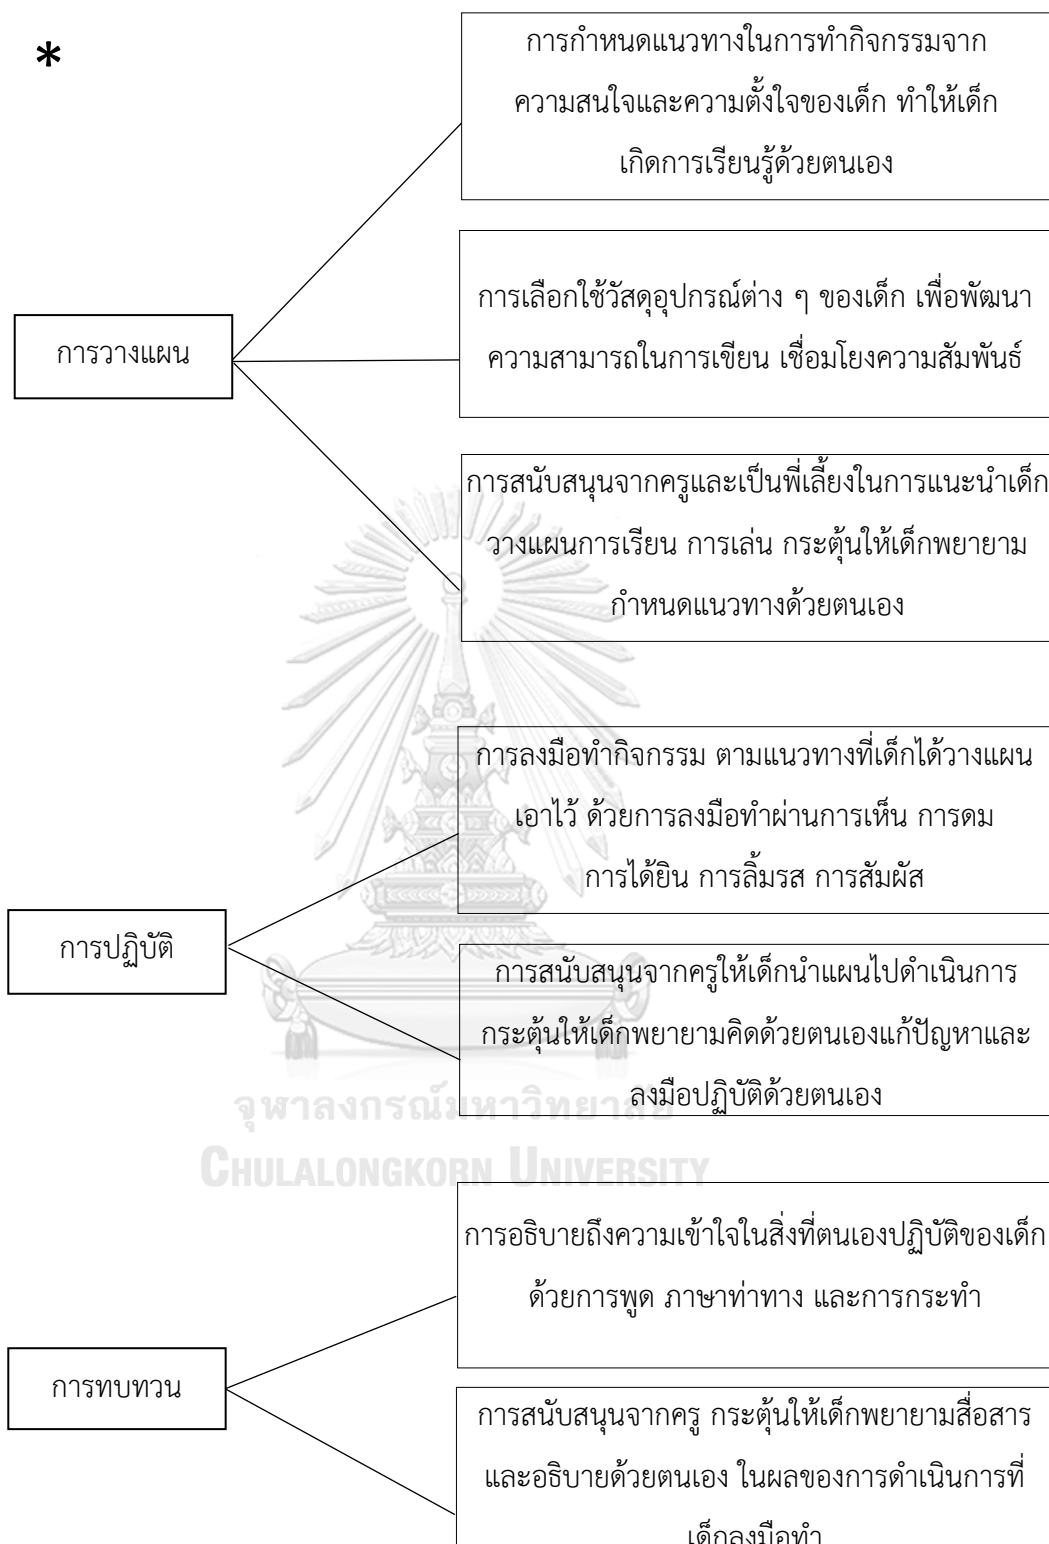 *
การกำหนดแนวทางในการทำกิจกรรมจาก
ความสนใจและความตั้งใจของเด็ก ทำให้เด็ก
เกิดการเรียนรู้ด้วยตนเอง
การวางแผน
การเลือกใช้วัสดุอุปกรณ์ต่าง ๆ ของเด็ก เพื่อพัฒนา
ความสามารถในการเขียน เชื่อมโยงความสัมพันธ์
การสนับสนุนจากครูและเป็นพี่เลี้ยงในการแนะนำเด็ก
วางแผนการเรียน การเล่น กระตุ้นให้เด็กพยายาม
กำหนดแนวทางด้วยตนเอง
การลงมือทำกิจกรรม ตามแนวทางที่เด็กได้วางแผน
เอาไว้ ด้วยการลงมือทำผ่านการเห็น การดม
การได้ยิน การลิ้มรส การสัมผัส
การปฏิบัติ
การสนับสนุนจากครูให้เด็กนำแผนไปดำเนินการ
กระตุ้นให้เด็กพยายามคิดด้วยตนเองแก้ปัญหาและ
ลงมือปฏิบัติด้วยตนเอง
จุฬาลงกรณ์มหาวิทยาลัย
CHULALONGKORN UNIVERSITY
การอธิบายถึงความเข้าใจในสิ่งที่ตนเองปฏิบัติของเด็ก
ด้วยการพูด ภาษาท่าทาง และการกระทำ
การทบทวน
การสนับสนุนจากครู กระตุ้นให้เด็กพยายามสื่อสาร
และอธิบายด้วยตนเอง ในผลของการดำเนินการที่
เด็กลงมือทำ